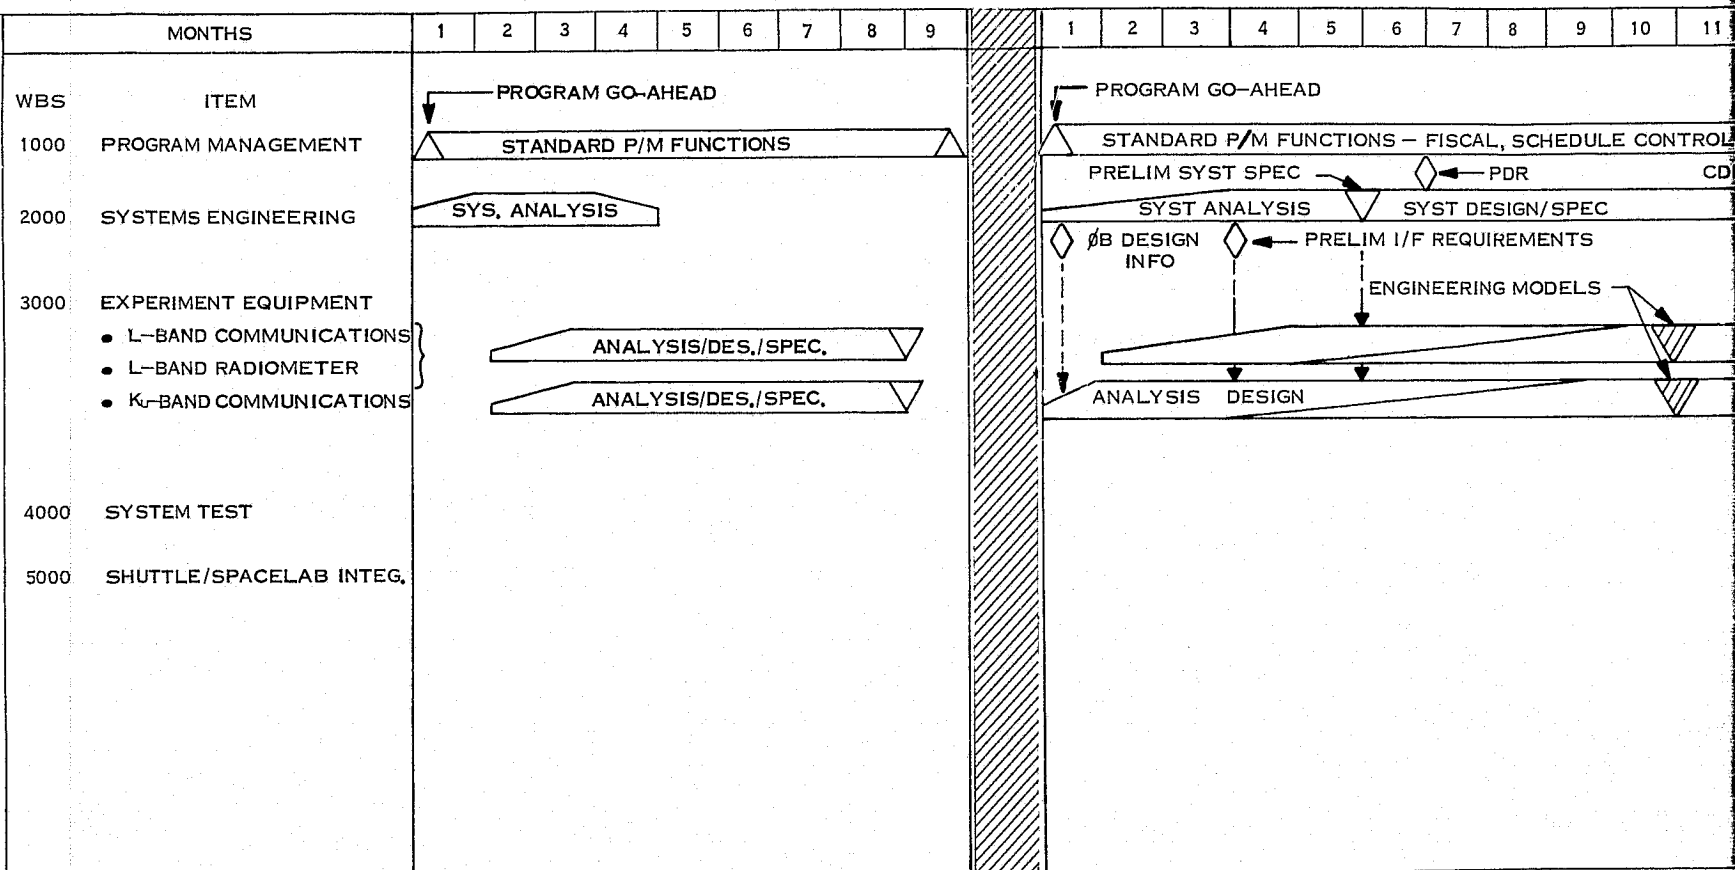 MONTHS 1 2 3 4 5 6 7 8 9 1 2 3 4 5 6 7 8 9 10 11
WBS ITEM
PROGRAM GO-AHEAD PROGRAM GO-AHEAD
1000 PROGRAM MANAGEMENT STANDARD P/M FUNCTIONS STANDARD P/M FUNCTIONS - FISCAL, SCHEDULE CONTROL
PRELIM SYST SPEC PDR CD
2000 SYSTEMS ENGINEERING SYS. ANALYSIS SYST ANALYSIS SYST DESIGN/SPEC
ØB DESIGN PRELIM I/F REQUIREMENTS
INFO
ENGINEERING MODELS
3000 EXPERIMENT EQUIPMENT
• L-BAND COMMUNICATIONS ANALYSIS/DES./SPEC.
• L-BAND RADIOMETER
• Ku-BAND COMMUNICATIONS ANALYSIS/DES./SPEC. ANALYSIS DESIGN
4000 SYSTEM TEST
5000 SHUTTLE/SPACELAB INTEG.